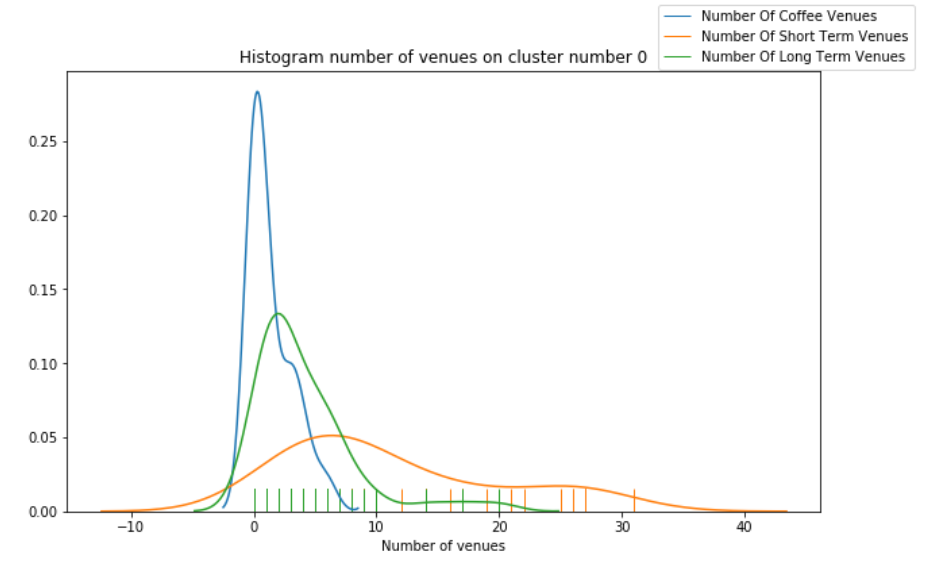 Number Of Coffee Venues
Number Of Short Term Venues
Number Of Long Term Venues
Histogram number of venues on cluster number 0
0.25
0.20
0.15
0.10
0.05
0.00
−10 0 10 20 30 40
Number of venues